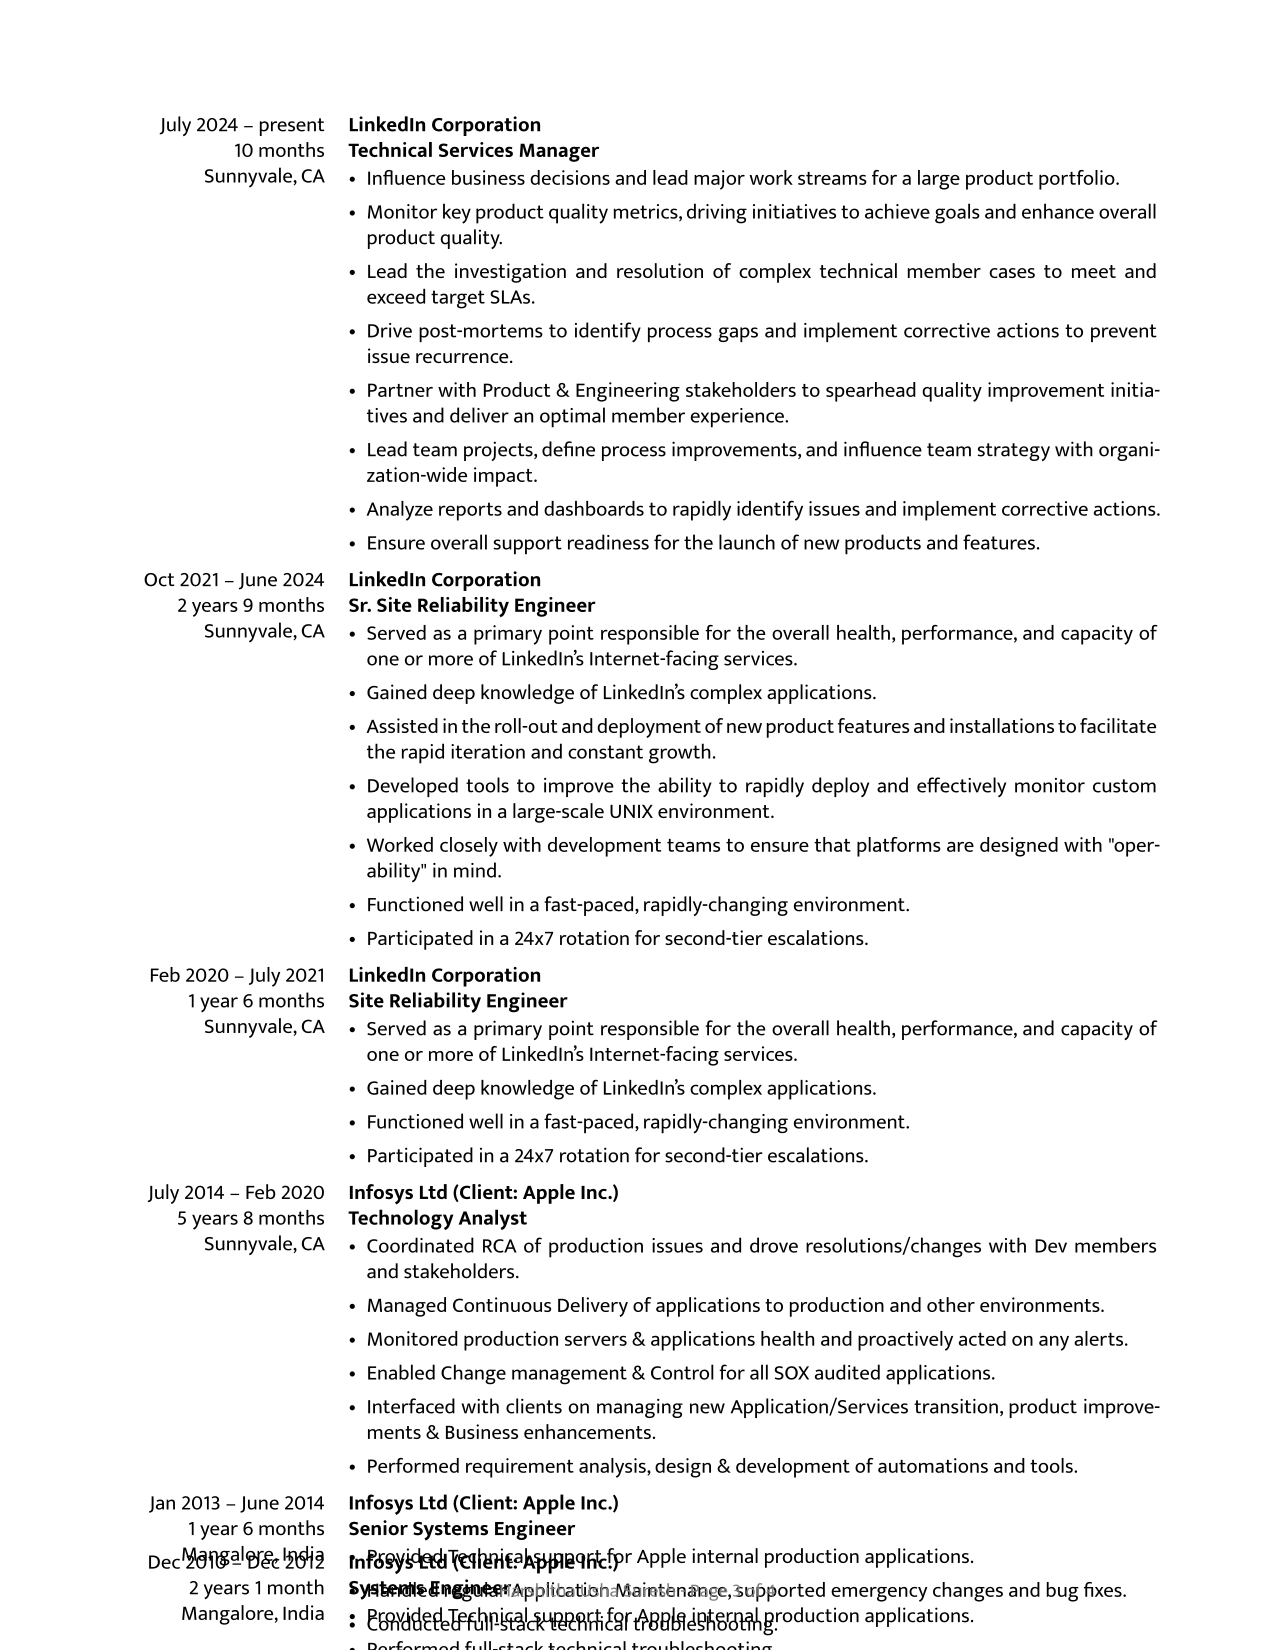 July 2024 – present
10 months
Sunnyvale, CA
LinkedIn Corporation
Technical Services Manager
• Influence business decisions and lead major work streams for a large product portfolio.
• Monitor key product quality metrics, driving initiatives to achieve goals and enhance overall
product quality.
• Lead the investigation and resolution of complex technical member cases to meet and
exceed target SLAs.
• Drive post-mortems to identify process gaps and implement corrective actions to prevent
issue recurrence.
• Partner with Product & Engineering stakeholders to spearhead quality improvement initia-
tives and deliver an optimal member experience.
• Lead team projects, define process improvements, and influence team strategy with organi-
zation-wide impact.
• Analyze reports and dashboards to rapidly identify issues and implement corrective actions.
• Ensure overall support readiness for the launch of new products and features.
Oct 2021 – June 2024
2 years 9 months
Sunnyvale, CA
LinkedIn Corporation
Sr. Site Reliability Engineer
• Served as a primary point responsible for the overall health, performance, and capacity of
one or more of LinkedIn’s Internet-facing services.
• Gained deep knowledge of LinkedIn’s complex applications.
• Assisted in the roll-out and deployment of new product features and installations to facilitate
the rapid iteration and constant growth.
• Developed tools to improve the ability to rapidly deploy and effectively monitor custom
applications in a large-scale UNIX environment.
• Worked closely with development teams to ensure that platforms are designed with "oper-
ability" in mind.
• Functioned well in a fast-paced, rapidly-changing environment.
• Participated in a 24x7 rotation for second-tier escalations.
Feb 2020 – July 2021
1 year 6 months
Sunnyvale, CA
LinkedIn Corporation
Site Reliability Engineer
• Served as a primary point responsible for the overall health, performance, and capacity of
one or more of LinkedIn’s Internet-facing services.
• Gained deep knowledge of LinkedIn’s complex applications.
• Functioned well in a fast-paced, rapidly-changing environment.
• Participated in a 24x7 rotation for second-tier escalations.
July 2014 – Feb 2020
5 years 8 months
Sunnyvale, CA
Infosys Ltd (Client: Apple Inc.)
Technology Analyst
• Coordinated RCA of production issues and drove resolutions/changes with Dev members
and stakeholders.
• Managed Continuous Delivery of applications to production and other environments.
• Monitored production servers & applications health and proactively acted on any alerts.
• Enabled Change management & Control for all SOX audited applications.
• Interfaced with clients on managing new Application/Services transition, product improve-
ments & Business enhancements.
• Performed requirement analysis, design & development of automations and tools.
Jan 2013 – June 2014
1 year 6 months
Mangalore, India
Infosys Ltd (Client: Apple Inc.)
Senior Systems Engineer
• Provided Technical support for Apple internal production applications.
• Handled regular Application Maintenance, supported emergency changes and bug fixes.
• Conducted full-stack technical troubleshooting.
Dec 2010 – Dec 2012
2 years 1 month
Mangalore, India
Infosys Ltd (Client: Apple Inc.)
Systems Engineer
• Provided Technical support for Apple internal production applications.
• Performed full-stack technical troubleshooting.
Page 3 of